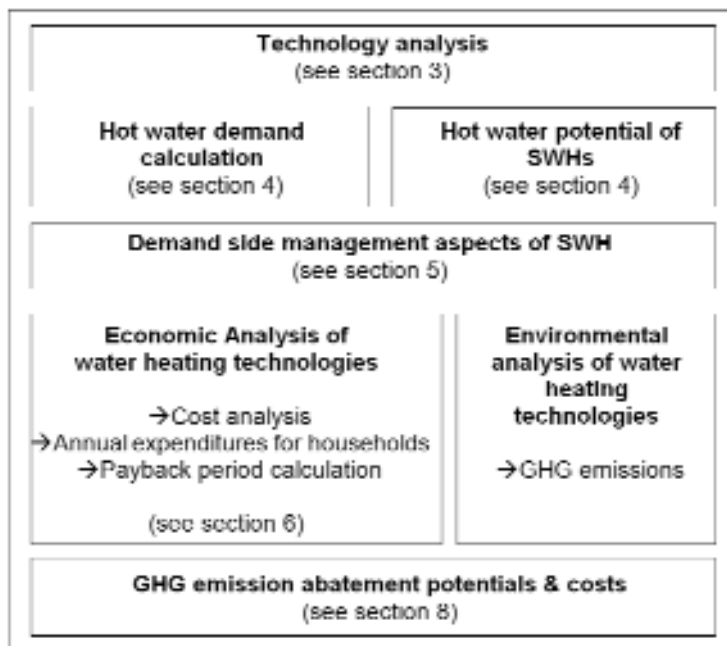 Technology analysis
(see section 3)
Hot water demand
calculation
(see section 4)
Hot water potential of
SWHs
(see section 4)
Demand side management aspects of SWH
(see section 5)
Economic Analysis of
water heating technologies
→Cost analysis
→Annual expenditures for households
→Payback period calculation
(see section 6)
Environmental
analysis of water
heating
technologies
→GHG emissions
GHG emission abatement potentials & costs
(see section 8)